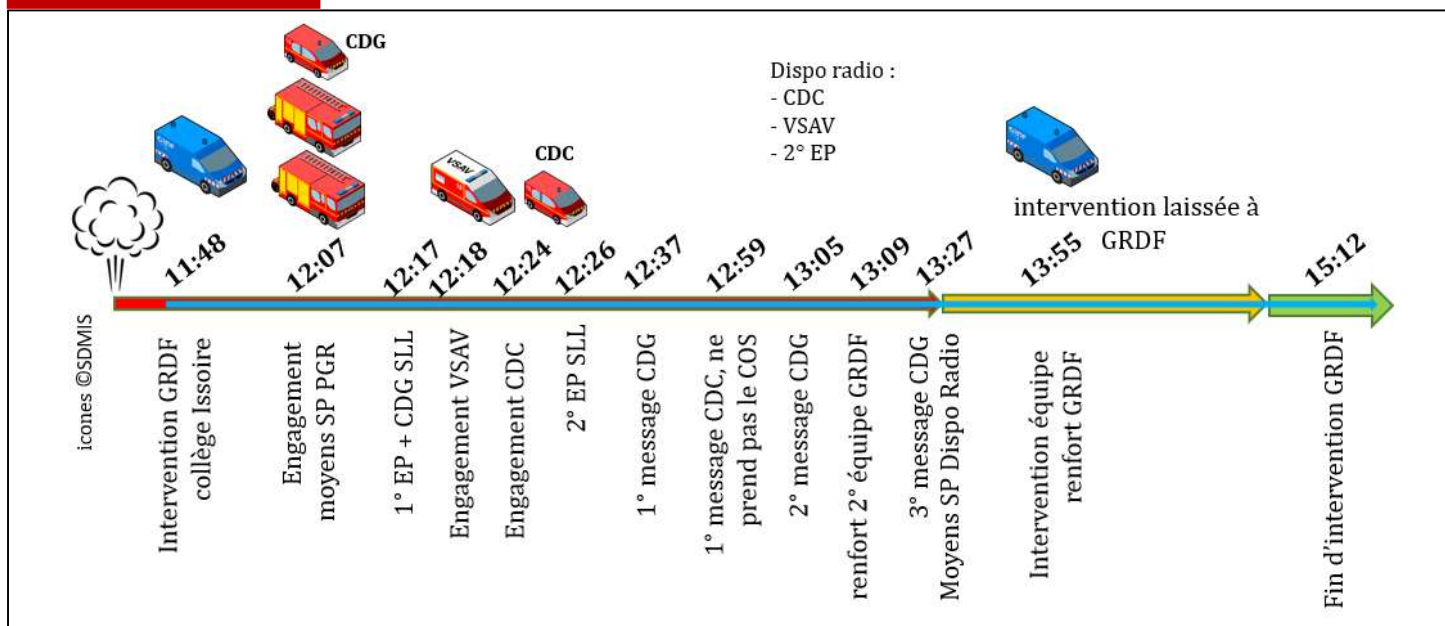 CDG
Dispo radio :
- CDC
- VSAV
- 2° EP
VSAV
CDC
intervention laissée à
GRDF
11:48
12:07
12:17
12:18
12:24
12:26
12:37
12:59
13:05
13:09
13:27
13:55
15:12
icones ©SDMIS
Intervention GRDF
collège Issoire
Engagement
moyens SP PGR
1° EP + CDG SLL
Engagement VSAV
Engagement CDC
2° EP SLL
1° message CDG
1° message CDC, ne
prend pas le COS
2° message CDG
renfort 2° équipe GRDF
3° message CDG
Moyens SP Dispo Radio
Intervention équipe
renfort GRDF
Fin d'intervention GRDF